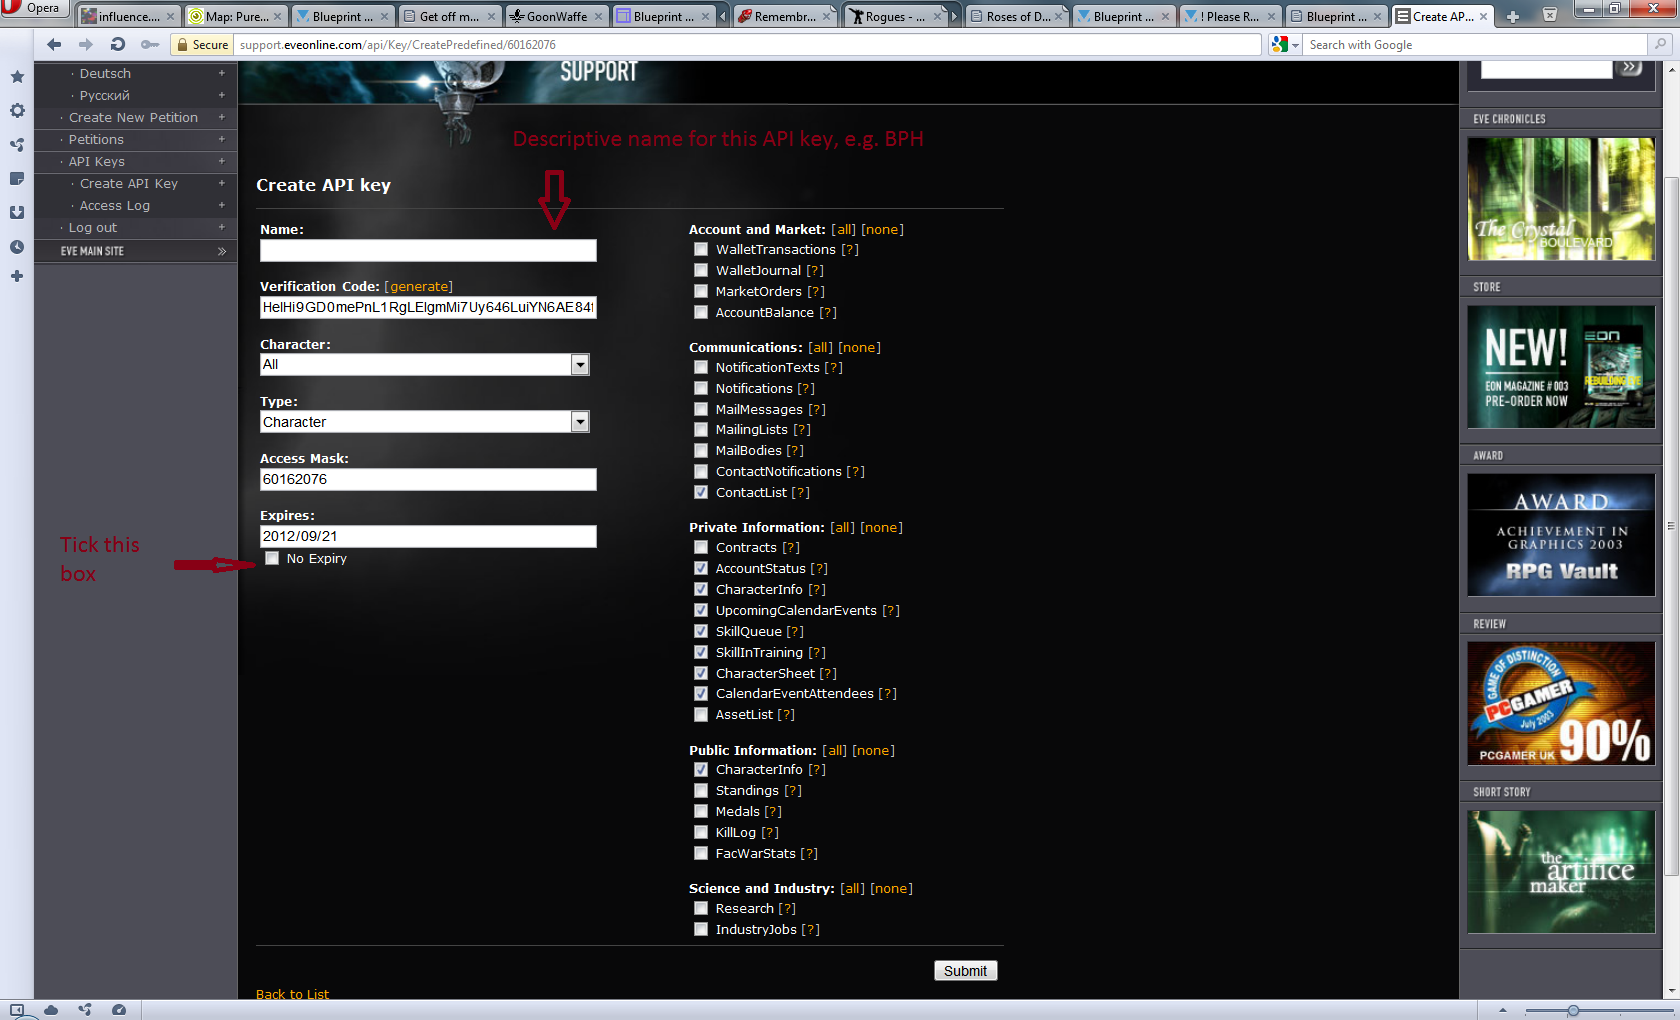 Opera
influence....
Map: Pure...
Blueprint ...
Get off m...
GoonWaffe
Blueprint ...
Remembr...
Rogues - ...
Roses of D...
Blueprint ...
! Please R...
Blueprint ...
Create AP...
Secure
support.eveonline.com/api/Key/CreatePredefined/60162076
Search with Google
· Deutsch +
· Русский +
· Create New Petition +
· Petitions +
· API Keys +
· Create API Key +
· Access Log +
· Log out +
EVE MAIN SITE »
SUPPORT
Descriptive name for this API key, e.g. BPH
Create API key
Name:
Verification Code: [generate]
HelHi9GD0mePnL1RgLElgmMi7Uy646LuiYN6AE84f
Character:
All
Type:
Character
Access Mask:
60162076
Expires:
2012/09/21
No Expiry
Tick this
box
Account and Market: [all] [none]
WalletTransactions [?]
WalletJournal [?]
MarketOrders [?]
AccountBalance [?]
Communications: [all] [none]
NotificationTexts [?]
Notifications [?]
MailMessages [?]
MailingLists [?]
MailBodies [?]
ContactNotifications [?]
ContactList [?]
Private Information: [all] [none]
Contracts [?]
AccountStatus [?]
CharacterInfo [?]
UpcomingCalendarEvents [?]
SkillQueue [?]
SkillInTraining [?]
CharacterSheet [?]
CalendarEventAttendees [?]
AssetList [?]
Public Information: [all] [none]
CharacterInfo [?]
Standings [?]
Medals [?]
KillLog [?]
FacWarStats [?]
Science and Industry: [all] [none]
Research [?]
IndustryJobs [?]
Submit
Back to List
»
EVE CHRONICLES
The Crystal
BOULEVARD
STORE
NEW!
EON MAGAZINE # 003
PRE-ORDER NOW
EON
REBUILDING EVE
AWARD
AWARD
ACHIEVEMENT IN
GRAPHICS 2003
RPG Vault
REVIEW
GAME OF DISTINCTION
PCGAMER
July 2003
90%
PCGAMER UK
SHORT STORY
the
artifice
maker